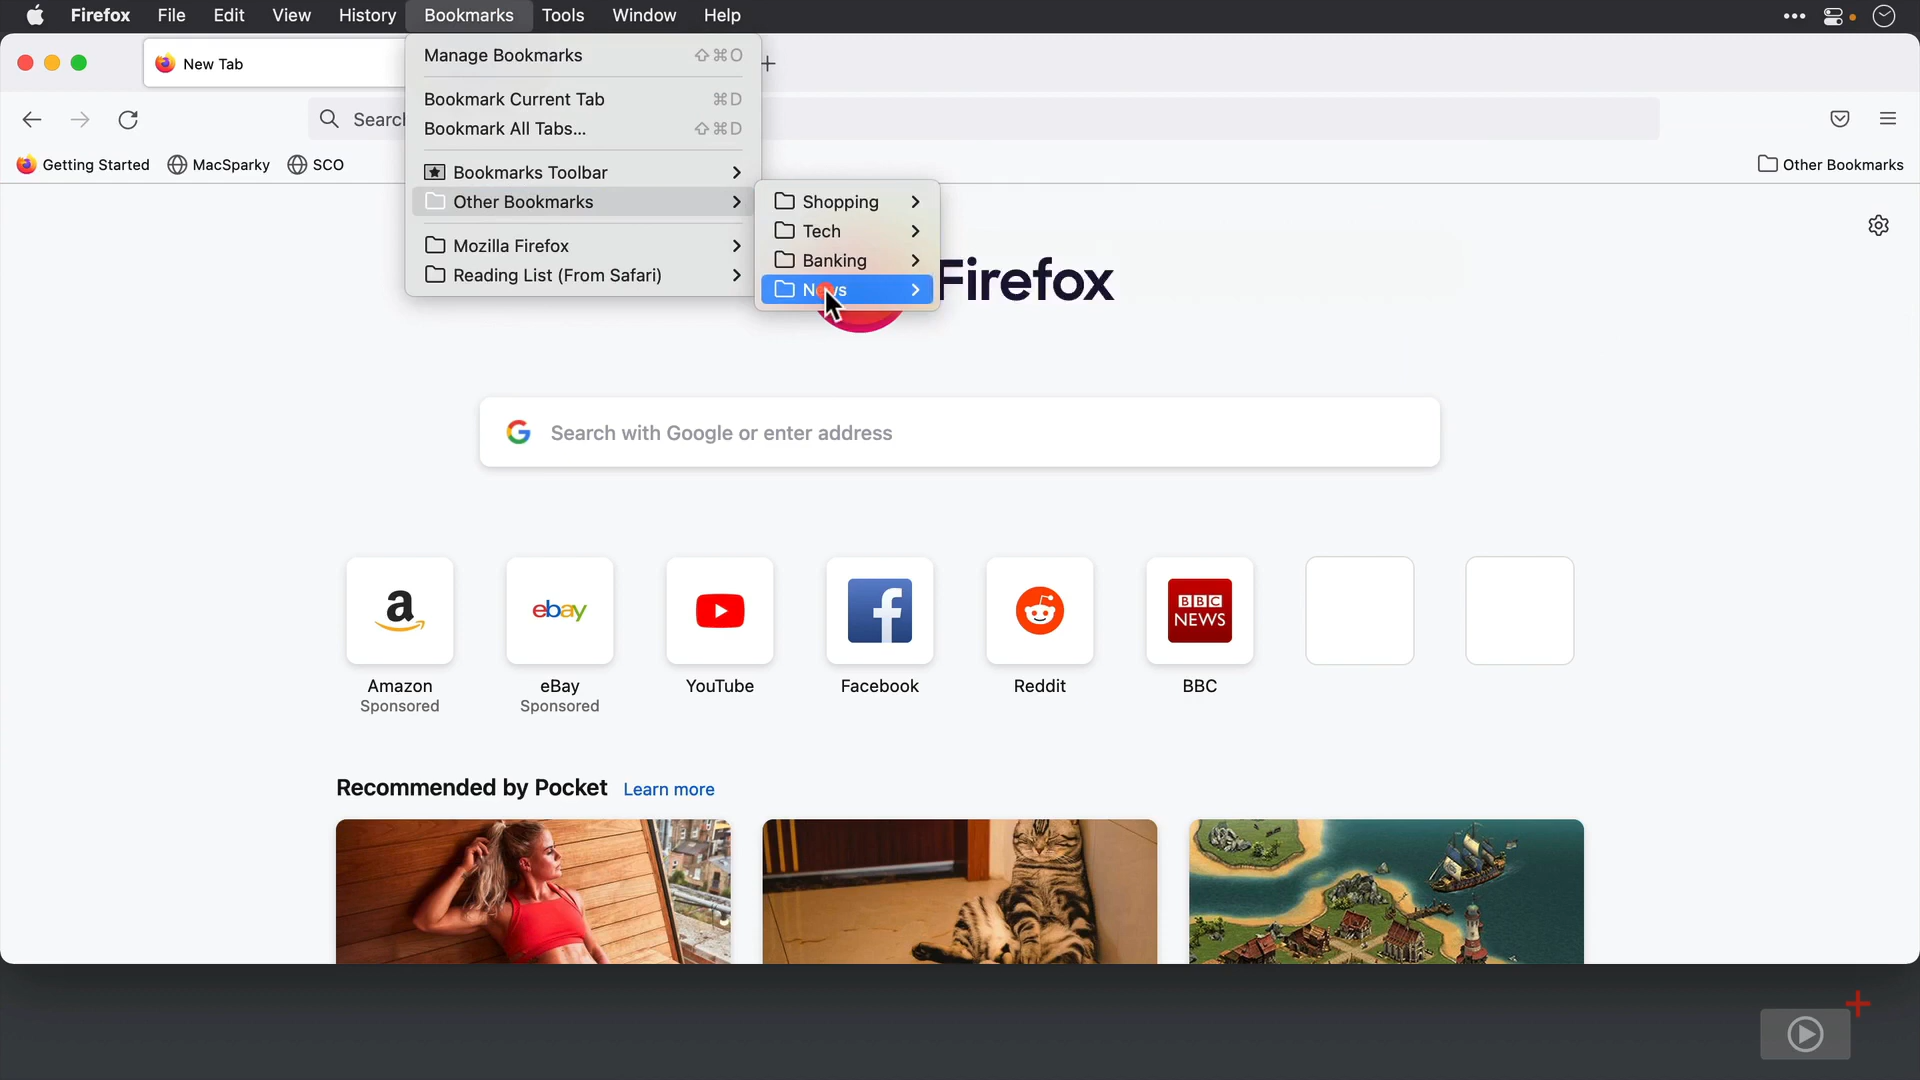 Firefox File Edit View History Bookmarks Tools Window Help
New Tab
Manage Bookmarks ⇧⌘O
Bookmark Current Tab ⌘D
Bookmark All Tabs... ⇧⌘D
Bookmarks Toolbar
Other Bookmarks
Mozilla Firefox
Reading List (From Safari)
Shopping
Tech
Banking
News
Getting Started MacSparky SCO Other Bookmarks
Firefox
Search with Google or enter address
a ebay f BBC NEWS
Amazon eBay YouTube Facebook Reddit BBC
Sponsored Sponsored
Recommended by Pocket Learn more